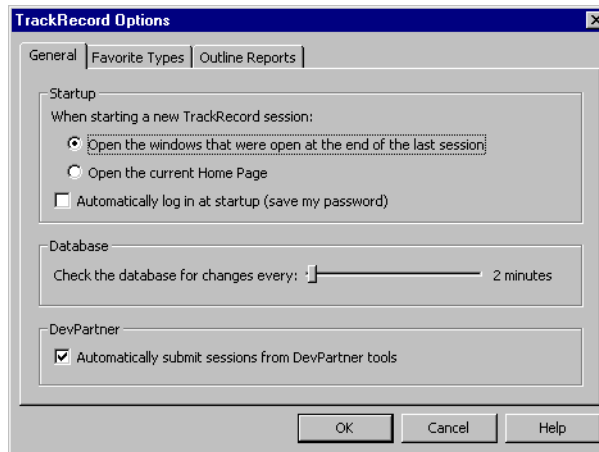 TrackRecord Options
General Favorite Types Outline Reports
Startup
When starting a new TrackRecord session:
Open the windows that were open at the end of the last session
Open the current Home Page
Automatically log in at startup (save my password)
Database
Check the database for changes every: 2 minutes
DevPartner
Automatically submit sessions from DevPartner tools
OK Cancel Help